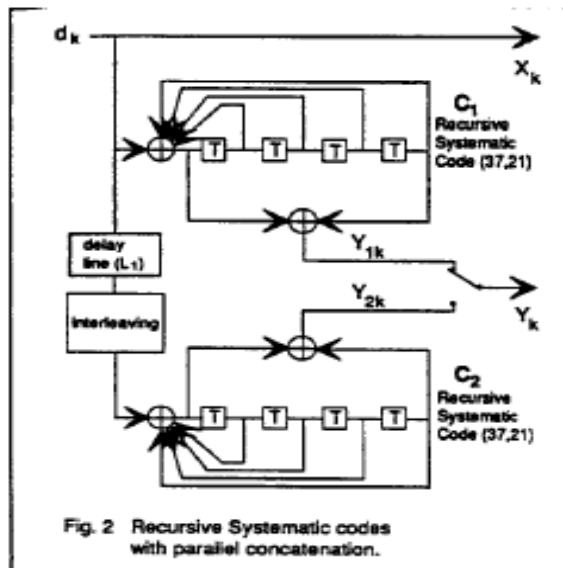 d k
X k
C 1
Recursive
Systematic
Code (37,21)
T T T T
Y 1k
delay
line (L 1)
interleaving
Y 2k
Y k
C 2
Recursive
Systematic
Code (37,21)
T T T T
Fig. 2 Recursive Systematic codes
with parallel concatenation.